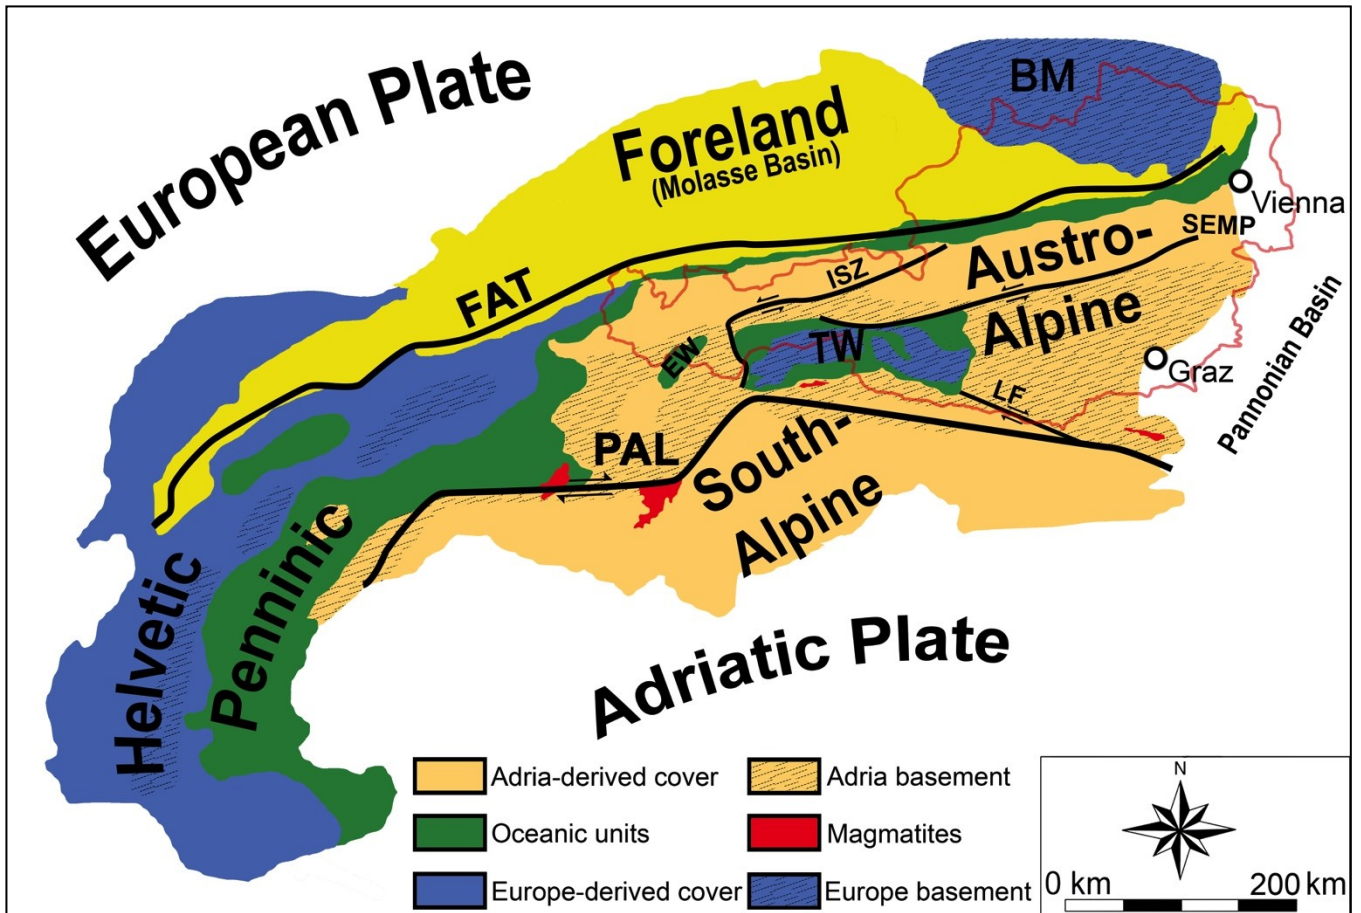 European Plate
BM
Foreland
(Molasse Basin)
Vienna
SEMP
Austro-
Alpine
ISZ
FAT
TW
EW
Graz
Pannonian Basin
LF
PAL
South-
Alpine
Penninic
Helvetic
Adriatic Plate
Adria-derived cover
Adria basement
Oceanic units
Magmatites
Europe-derived cover
Europe basement
N
0 km
200 km